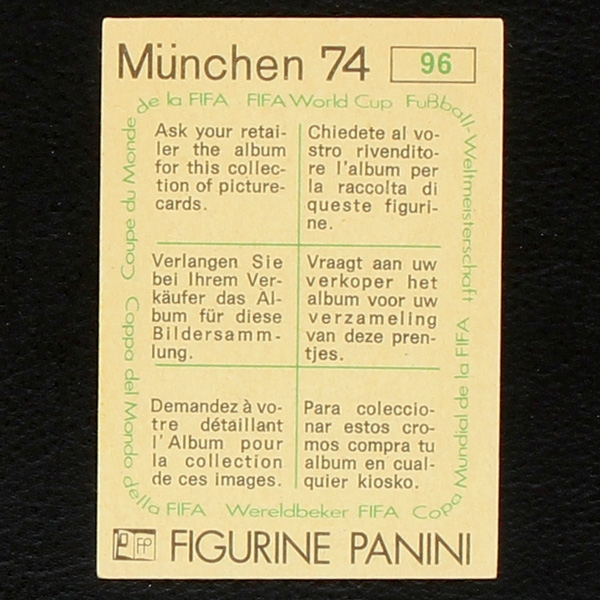 München 74 96
de la FIFA FIFA World Cup Fußball-Weltmeisterschaft
Ask your retai-
ler the album
for this collec-
tion of picture-
cards.
Chiedete al vo-
stro rivendito-
re l'album per
la raccolta di
queste figuri-
ne.
Verlangen Sie
bei Ihrem Ver-
käufer das Al-
bum für diese
Bildersamm-
lung.
Vraagt aan uw
verkoper het
album voor uw
verzameling
van deze pren-
tjes.
Demandez à vo-
tre détaillant
l'Album pour
la collection
de ces images.
Para coleccio-
nar estos cro-
mos compra tu
album en cual-
quier kiosko.
Coupe du Monde
Coppa del Mondo della FIFA Wereldbeker FIFA Copa Mundial de la FIFA
FP FIGURINE PANINI